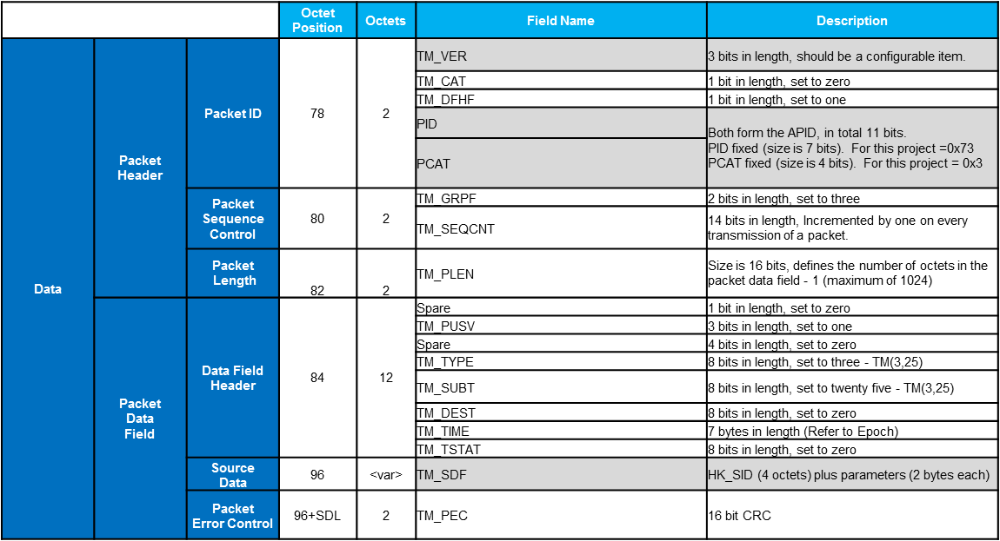 Octet
Position
Octets
Field Name
Description
Data
Packet
Header
Packet ID
78
2
TM_VER
3 bits in length, should be a configurable item.
TM_CAT
1 bit in length, set to zero
TM_DFHF
1 bit in length, set to one
PID
PCAT
Both form the APID, in total 11 bits.
PID fixed (size is 7 bits). For this project =0x73
PCAT fixed (size is 4 bits). For this project = 0x3
Packet
Sequence
Control
80
2
TM_GRPF
2 bits in length, set to three
TM_SEQCNT
14 bits in length, Incremented by one on every
transmission of a packet.
Packet
Length
82
2
TM_PLEN
Size is 16 bits, defines the number of octets in the
packet data field - 1 (maximum of 1024)
Packet
Data
Field
Data Field
Header
84
12
Spare
1 bit in length, set to zero
TM_PUSV
3 bits in length, set to one
Spare
4 bits in length, set to zero
TM_TYPE
8 bits in length, set to three - TM(3,25)
TM_SUBT
8 bits in length, set to twenty five - TM(3,25)
TM_DEST
8 bits in length, set to zero
TM_TIME
7 bytes in length (Refer to Epoch)
TM_TSTAT
8 bits in length, set to zero
Source
Data
96
<var>
TM_SDF
HK_SID (4 octets) plus parameters (2 bytes each)
Packet
Error Control
96+SDL
2
TM_PEC
16 bit CRC